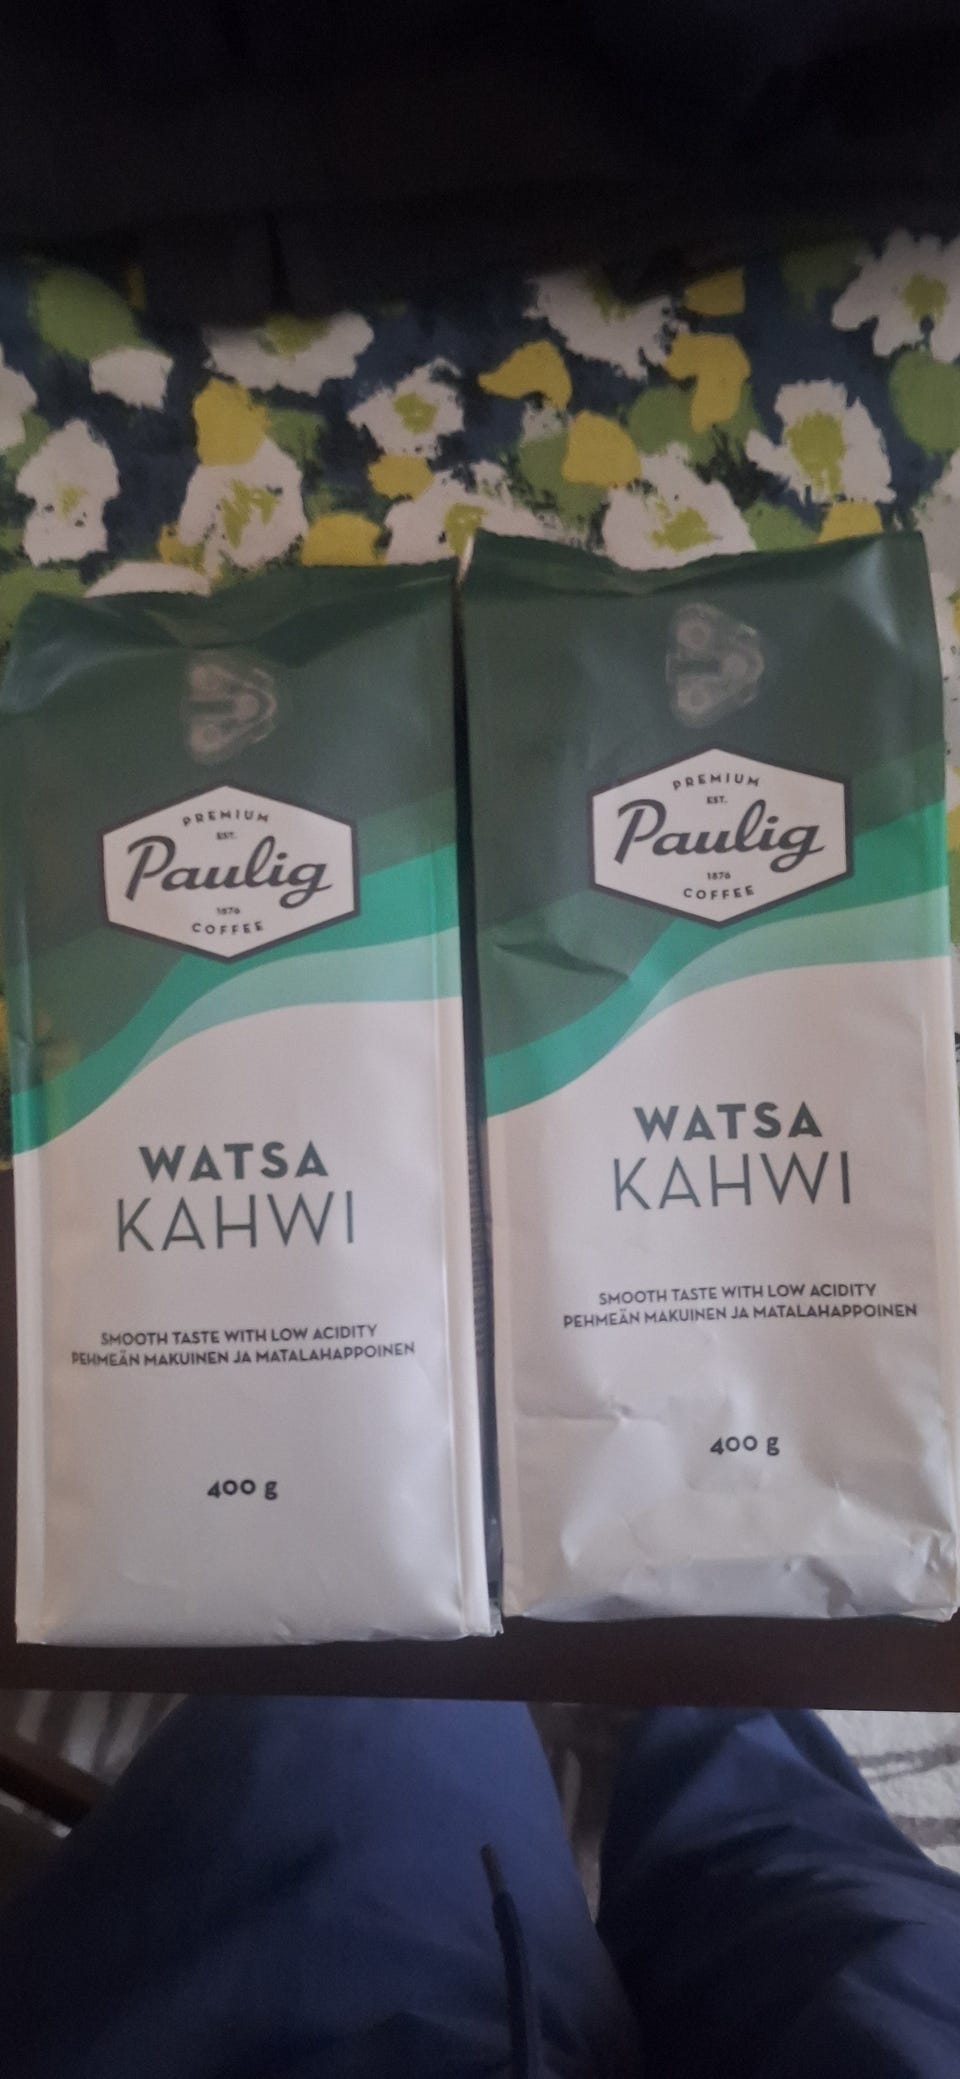 PREMIUM
EST.
Paulig
1876
COFFEE
WATSA
KAHWI
SMOOTH TASTE WITH LOW ACIDITY
PEHMEÄN MAKUINEN JA MATALAHAPPOINEN
400 g
PREMIUM
EST.
Paulig
1876
COFFEE
WATSA
KAHWI
SMOOTH TASTE WITH LOW ACIDITY
PEHMEÄN MAKUINEN JA MATALAHAPPOINEN
400 g